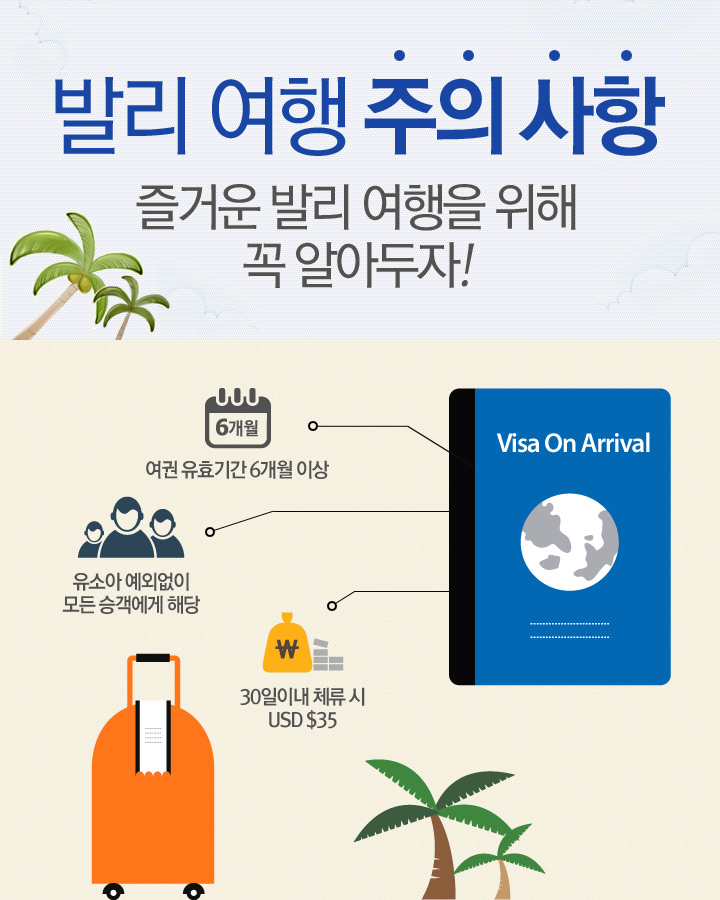 발리 여행 주의 사항
즐거운 발리 여행을 위해
꼭 알아두자!
6개월
여권 유효기간 6개월 이상
Visa On Arrival
유소아 예외없이
모든 승객에게 해당
₩
30일이내 체류 시
USD $35